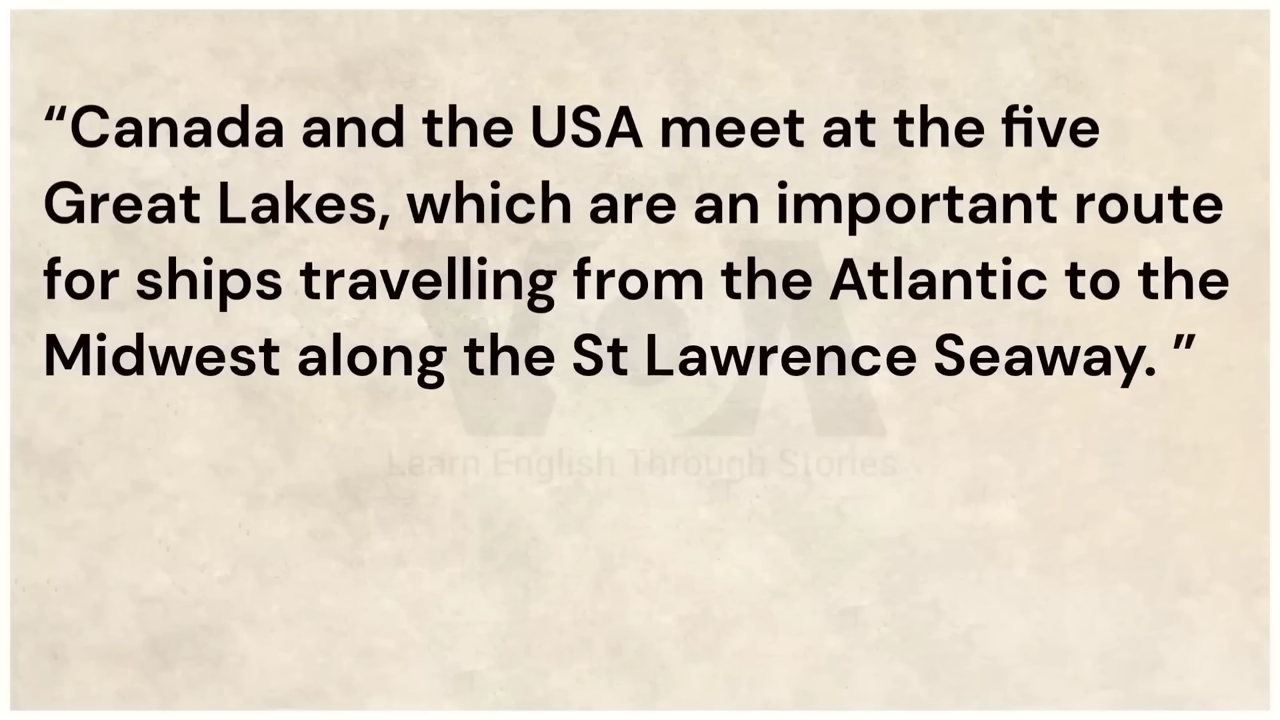 “Canada and the USA meet at the five
Great Lakes, which are an important route
for ships travelling from the Atlantic to the
Midwest along the St Lawrence Seaway. ”
VOA
Learn English Through Stories